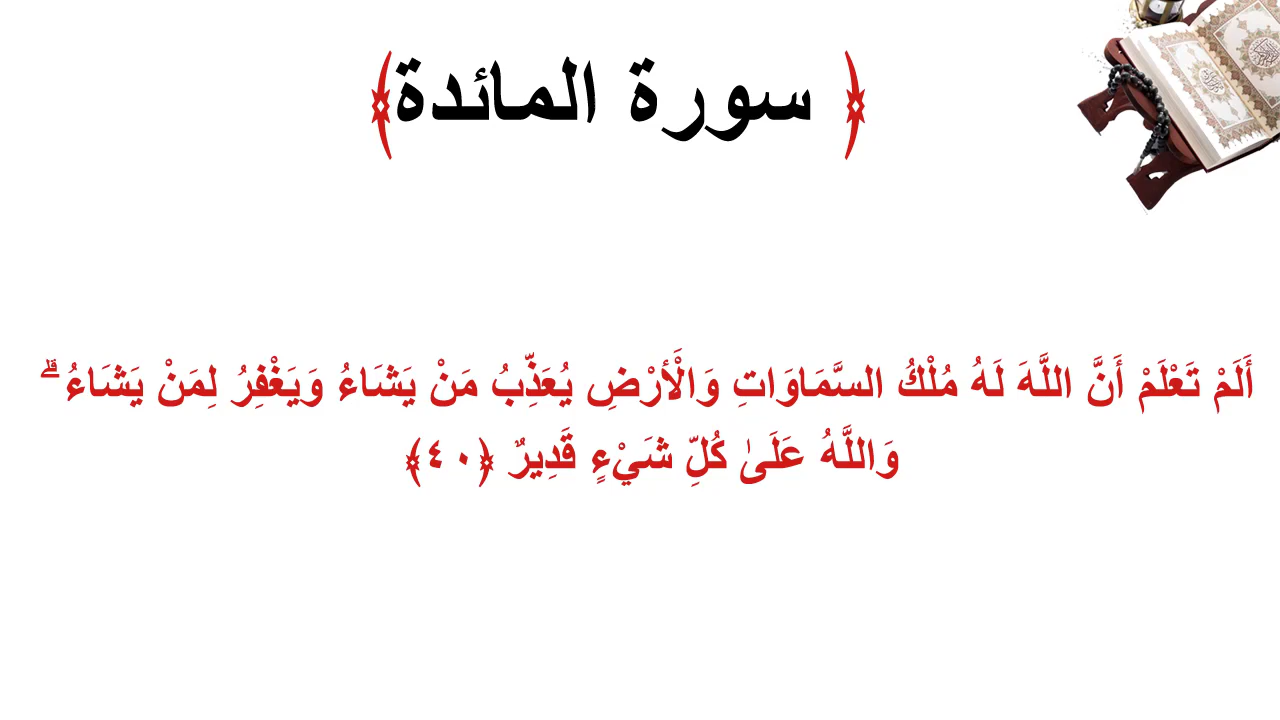 ﴿ سورة المائدة﴾
أَلَمْ تَعْلَمْ أَنَّ اللَّهَ لَهُ مُلْكُ السَّمَاوَاتِ وَالْأَرْضِ يُعَذِّبُ مَنْ يَشَاءُ وَيَغْفِرُ لِمَنْ يَشَاءُ ۗ
وَاللَّهُ عَلَىٰ كُلِّ شَيْءٍ قَدِيرٌ ﴿٤٠﴾